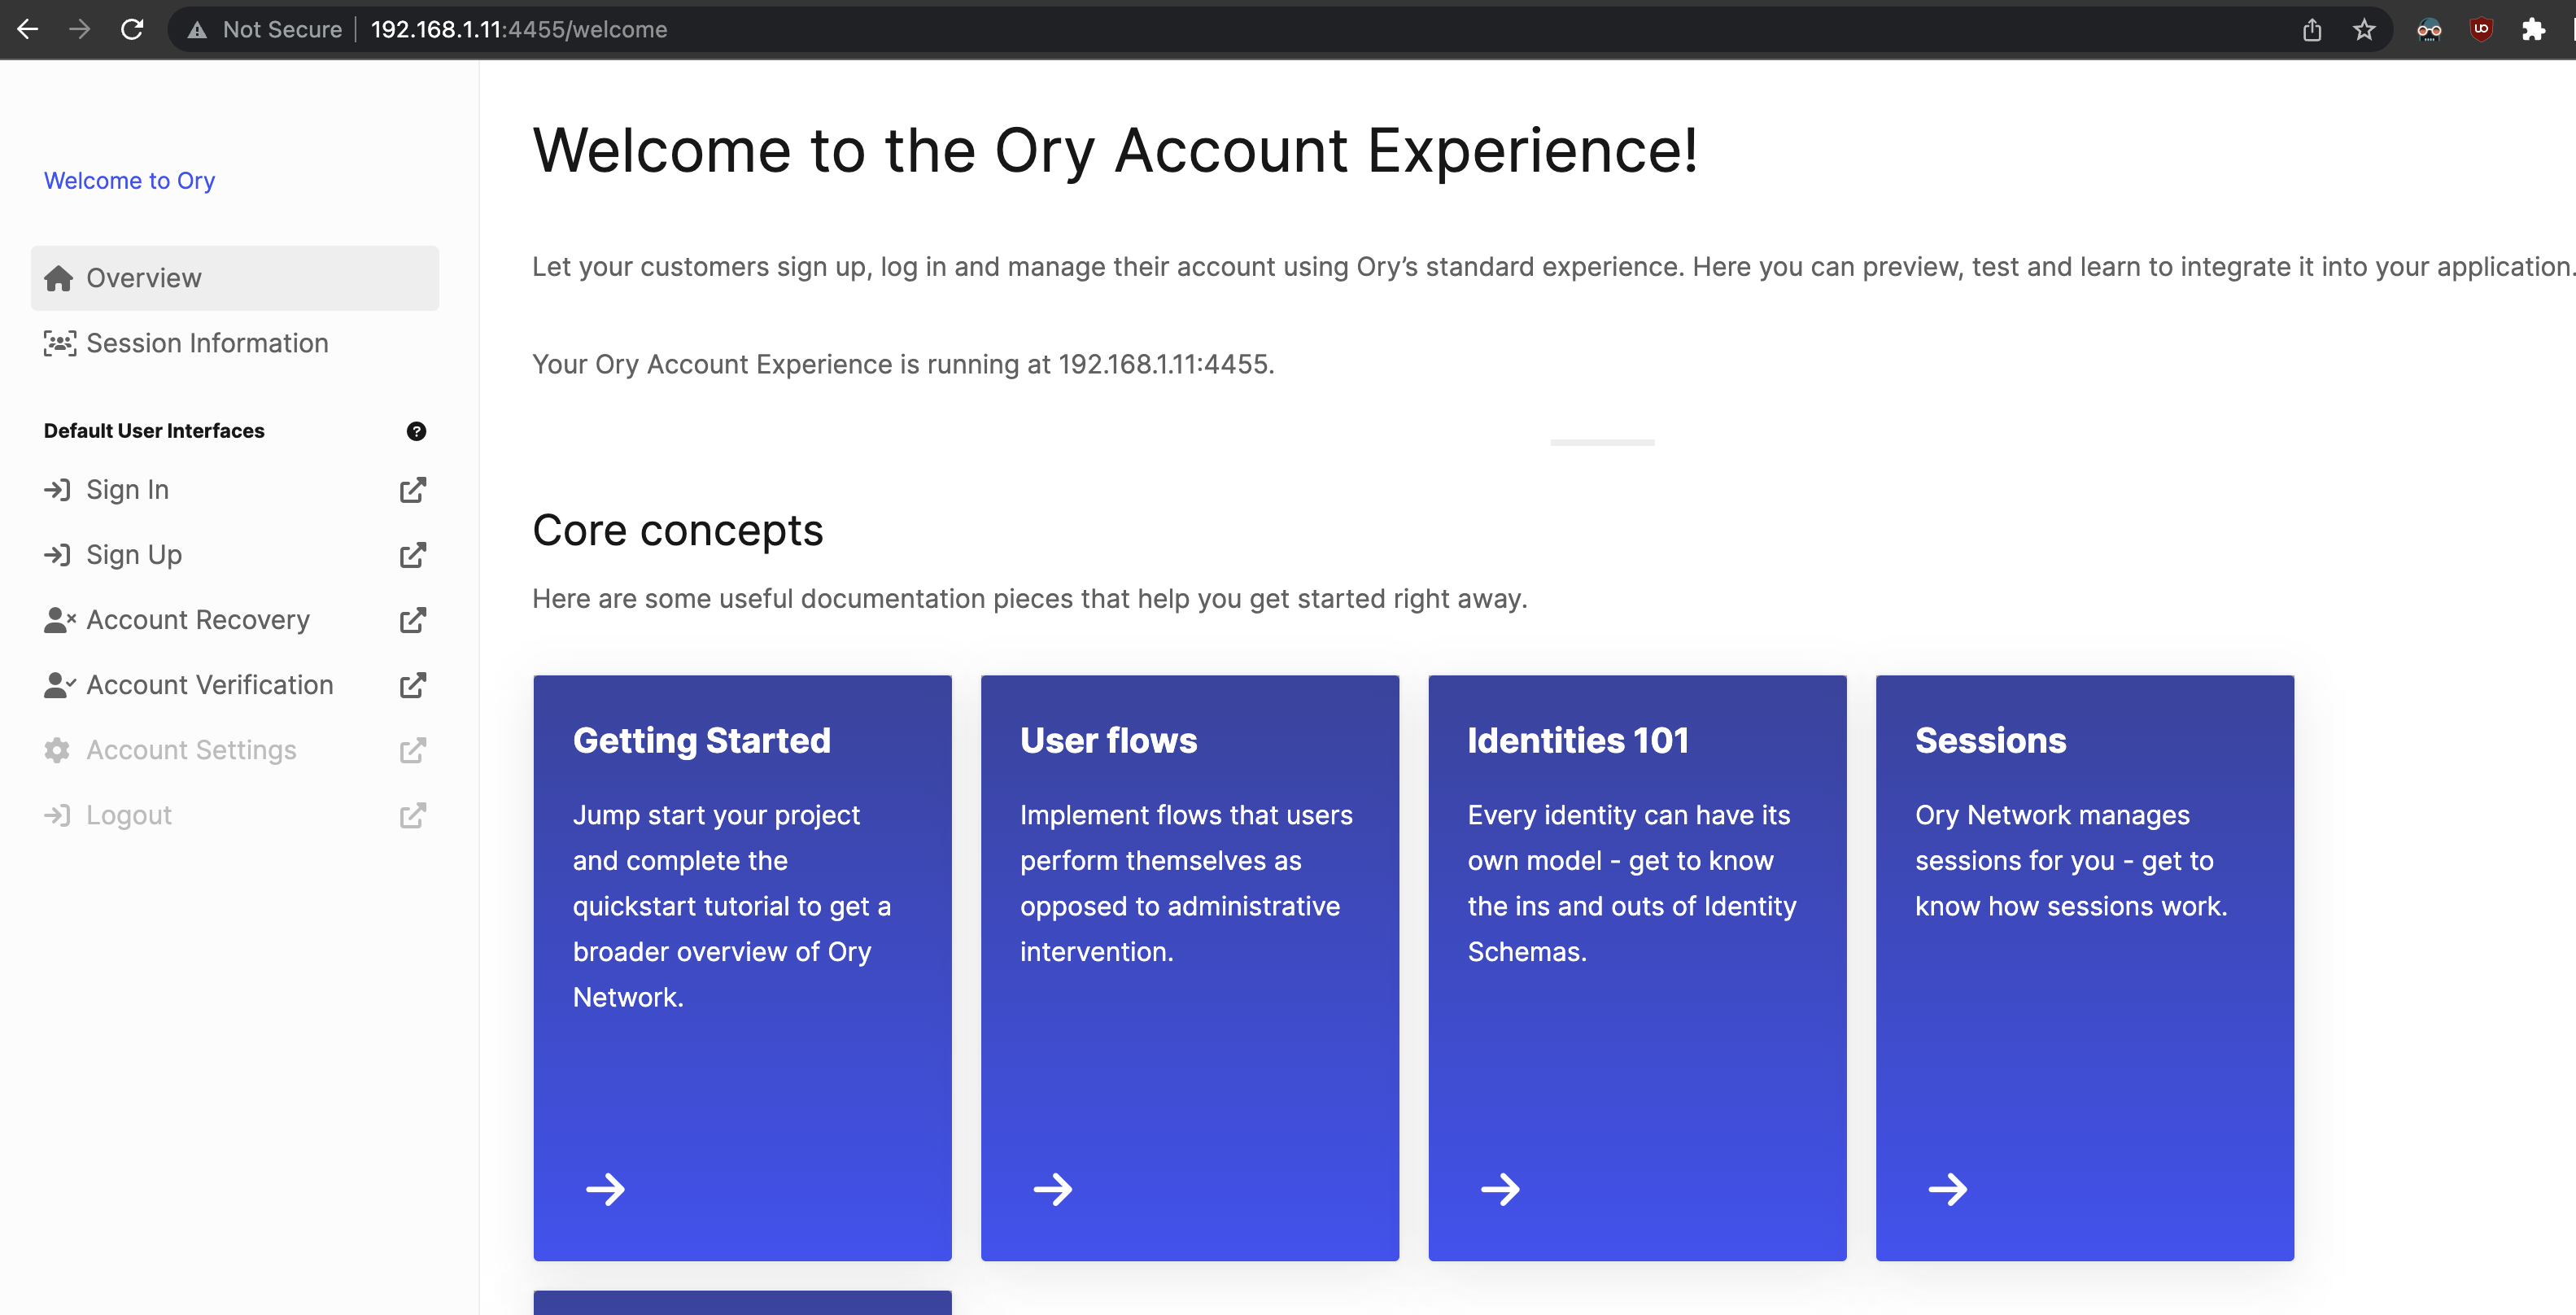 Not Secure | 192.168.1.11:4455/welcome
Welcome to Ory
Overview
Session Information
Default User Interfaces
Sign In
Sign Up
Account Recovery
Account Verification
Account Settings
Logout
Welcome to the Ory Account Experience!
Let your customers sign up, log in and manage their account using Ory’s standard experience. Here you can preview, test and learn to integrate it into your application.
Your Ory Account Experience is running at 192.168.1.11:4455.
Core concepts
Here are some useful documentation pieces that help you get started right away.
Getting Started
Jump start your project
and complete the
quickstart tutorial to get a
broader overview of Ory
Network.
User flows
Implement flows that users
perform themselves as
opposed to administrative
intervention.
Identities 101
Every identity can have its
own model - get to know
the ins and outs of Identity
Schemas.
Sessions
Ory Network manages
sessions for you - get to
know how sessions work.